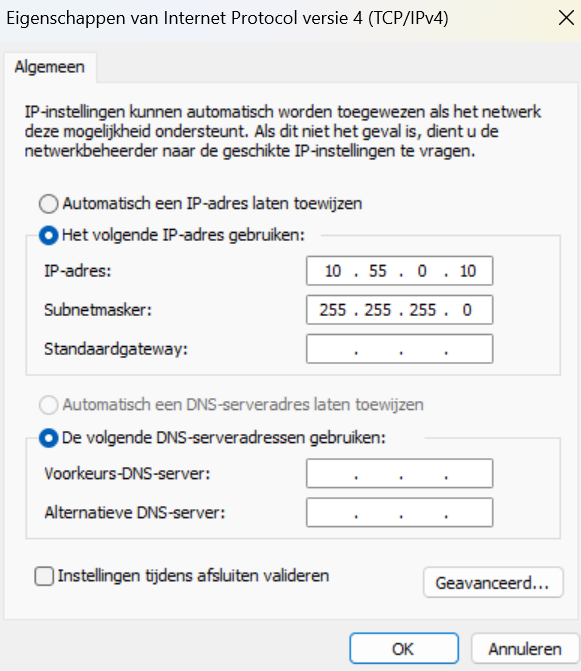 Eigenschappen van Internet Protocol versie 4 (TCP/IPv4)
Algemeen
IP-instellingen kunnen automatisch worden toegewezen als het netwerk
deze mogelijkheid ondersteunt. Als dit niet het geval is, dient u de
netwerkbeheerder naar de geschikte IP-instellingen te vragen.
Automatisch een IP-adres laten toewijzen
Het volgende IP-adres gebruiken:
IP-adres: 10 . 55 . 0 . 10
Subnetmasker: 255 . 255 . 255 . 0
Standaardgateway: . . .
Automatisch een DNS-serveradres laten toewijzen
De volgende DNS-serveradressen gebruiken:
Voorkeurs-DNS-server: . . .
Alternatieve DNS-server: . . .
Instellingen tijdens afsluiten valideren
Geavanceerd...
OK Annuleren